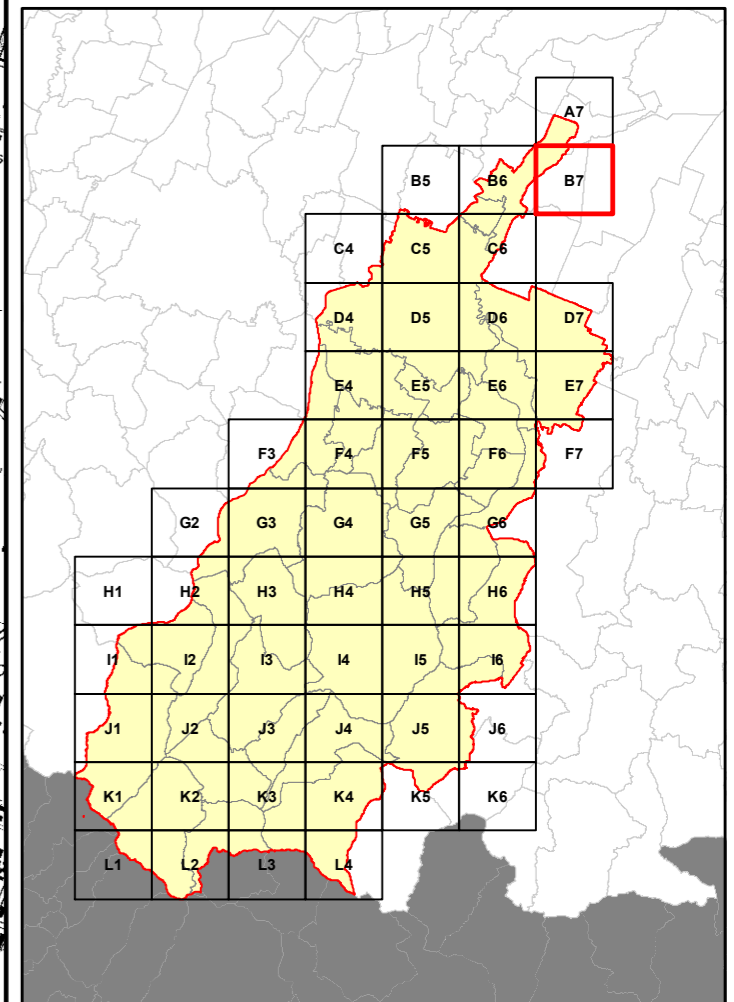 A7
B5 B6 B7
C4 C5 C6
D4 D5 D6 D7
E4 E5 E6 E7
F3 F4 F5 F6 F7
G2 G3 G4 G5 G6
H1 H2 H3 H4 H5 H6
I1 I2 I3 I4 I5 I6
J1 J2 J3 J4 J5 J6
K1 K2 K3 K4 K5 K6
L1 L2 L3 L4